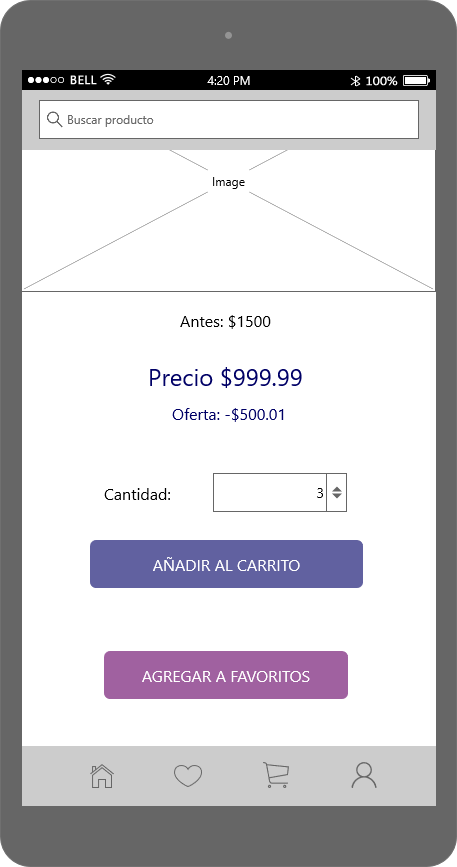 BELL 4:20 PM 100%
Buscar producto
Image
Antes: $1500
Precio $999.99
Oferta: -$500.01
Cantidad: 3
AÑADIR AL CARRITO
AGREGAR A FAVORITOS